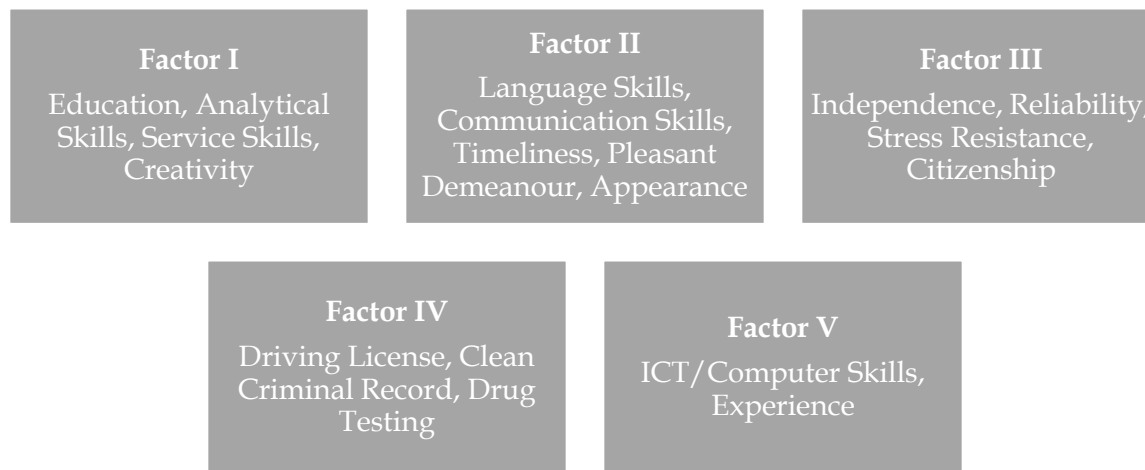 Factor I
Education, Analytical
Skills, Service Skills,
Creativity
Factor II
Language Skills,
Communication Skills,
Timeliness, Pleasant
Demeanour, Appearance
Factor III
Independence, Reliability,
Stress Resistance,
Citizenship
Factor IV
Driving License, Clean
Criminal Record, Drug
Testing
Factor V
ICT/Computer Skills,
Experience